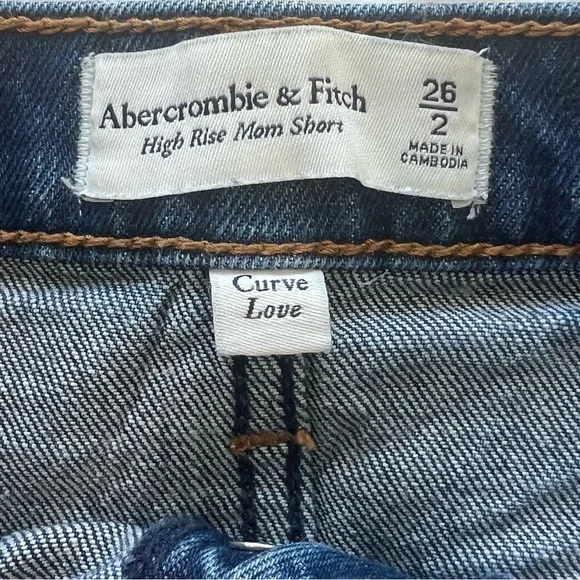 Abercrombie & Fitch
High Rise Mom Short
26
2
MADE IN
CAMBODIA
Curve
Love